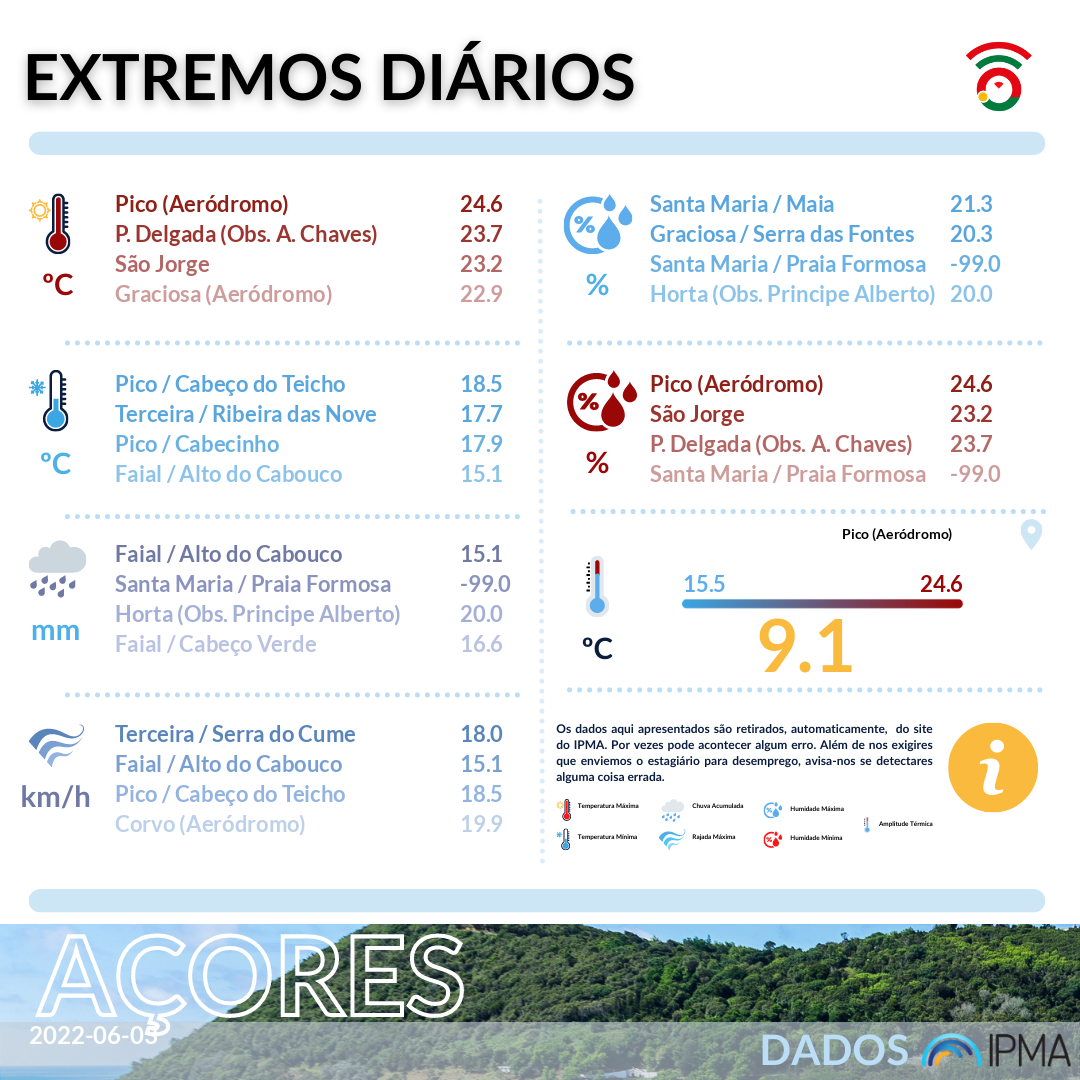 EXTREMOS DIÁRIOS
Pico (Aeródromo) 24.6
P. Delgada (Obs. A. Chaves) 23.7
São Jorge 23.2
Graciosa (Aeródromo) 22.9
ºC
Pico / Cabeço do Teicho 18.5
Terceira / Ribeira das Nove 17.7
Pico / Cabecinho 17.9
Faial / Alto do Cabouco 15.1
ºC
Faial / Alto do Cabouco 15.1
Santa Maria / Praia Formosa -99.0
Horta (Obs. Principe Alberto) 20.0
Faial / Cabeço Verde 16.6
mm
Terceira / Serra do Cume 18.0
Faial / Alto do Cabouco 15.1
Pico / Cabeço do Teicho 18.5
Corvo (Aeródromo) 19.9
km/h
%
Santa Maria / Maia 21.3
Graciosa / Serra das Fontes 20.3
Santa Maria / Praia Formosa -99.0
Horta (Obs. Principe Alberto) 20.0
%
%
Pico (Aeródromo) 24.6
São Jorge 23.2
P. Delgada (Obs. A. Chaves) 23.7
Santa Maria / Praia Formosa -99.0
%
Pico (Aeródromo)
15.5 24.6
ºC
9.1
Os dados aqui apresentados são retirados, automaticamente, do site
do IPMA. Por vezes pode acontecer algum erro. Além de nos exigires
que enviemos o estagiário para desemprego, avisa-nos se detectares
alguma coisa errada.
i
Temperatura Máxima Chuva Acumulada Humidade Máxima
Amplitude Térmica
Temperatura Mínima Rajada Máxima Humidade Mínima
AÇORES
2022-06-05
DADOS IPMA